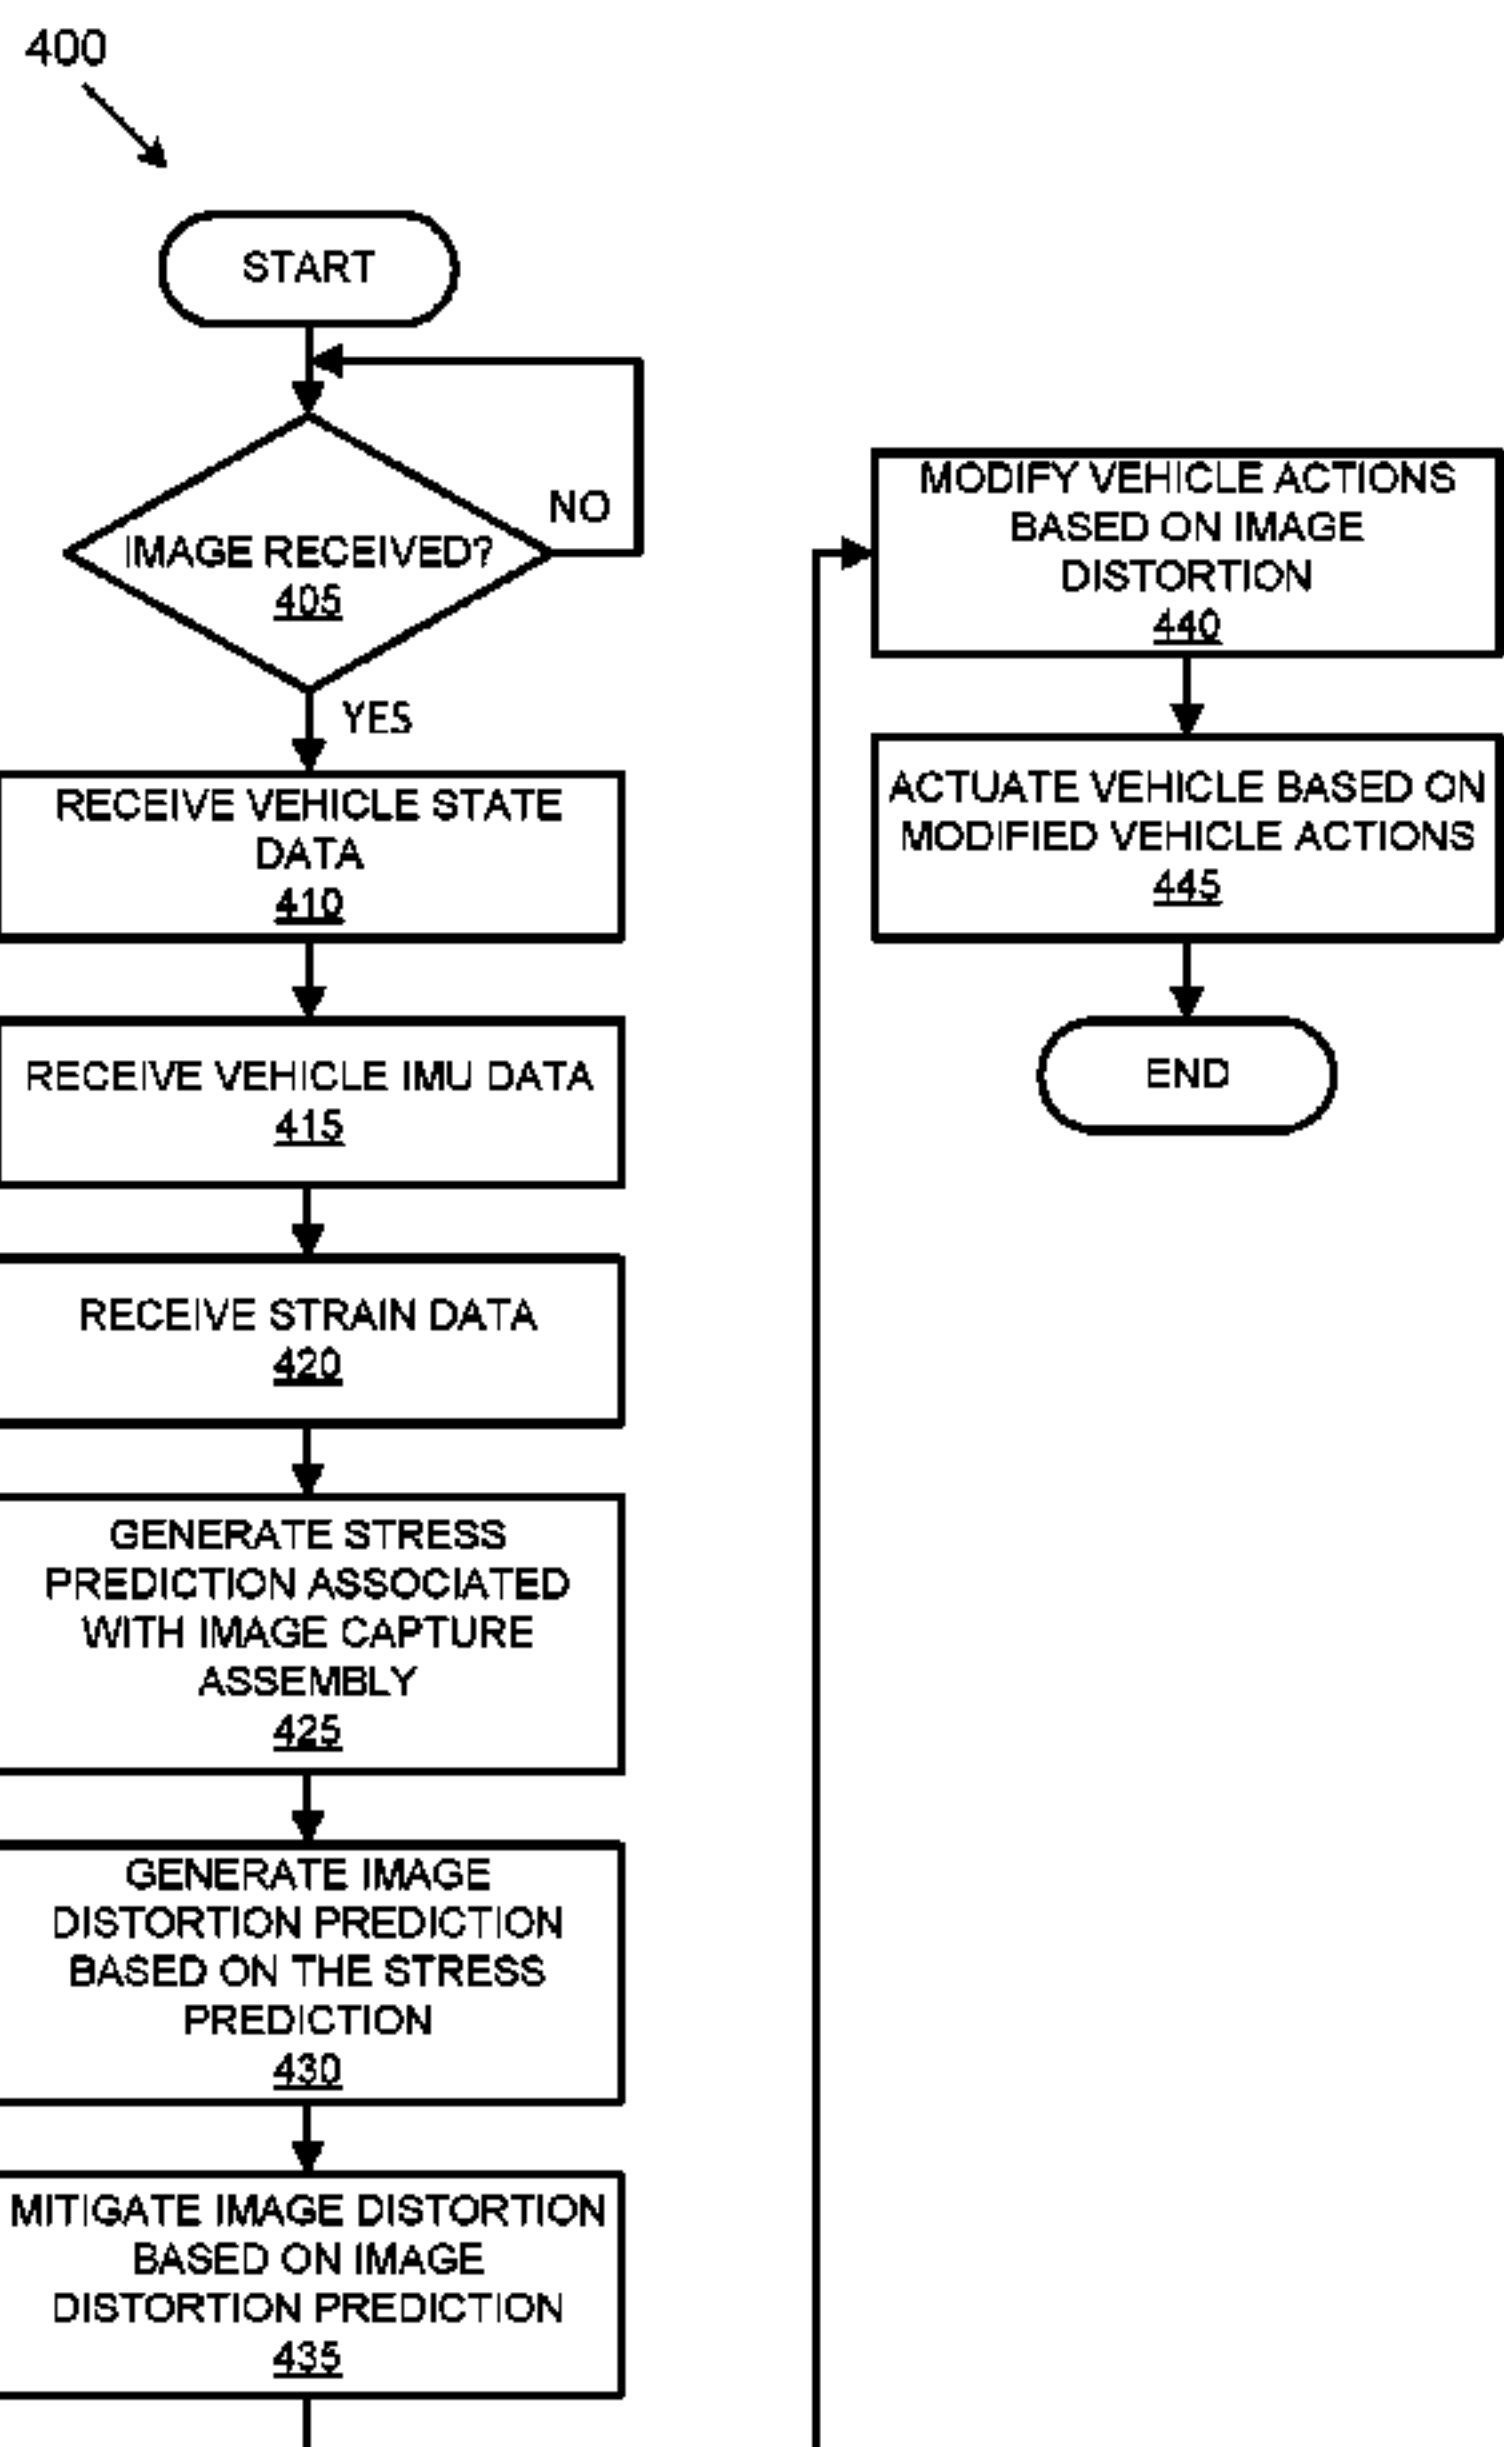 400
START
IMAGE RECEIVED?
405
NO
YES
RECEIVE VEHICLE STATE
DATA
410
RECEIVE VEHICLE IMU DATA
415
RECEIVE STRAIN DATA
420
GENERATE STRESS
PREDICTION ASSOCIATED
WITH IMAGE CAPTURE
ASSEMBLY
425
GENERATE IMAGE
DISTORTION PREDICTION
BASED ON THE STRESS
PREDICTION
430
MITIGATE IMAGE DISTORTION
BASED ON IMAGE
DISTORTION PREDICTION
435
MODIFY VEHICLE ACTIONS
BASED ON IMAGE
DISTORTION
440
ACTUATE VEHICLE BASED ON
MODIFIED VEHICLE ACTIONS
445
END